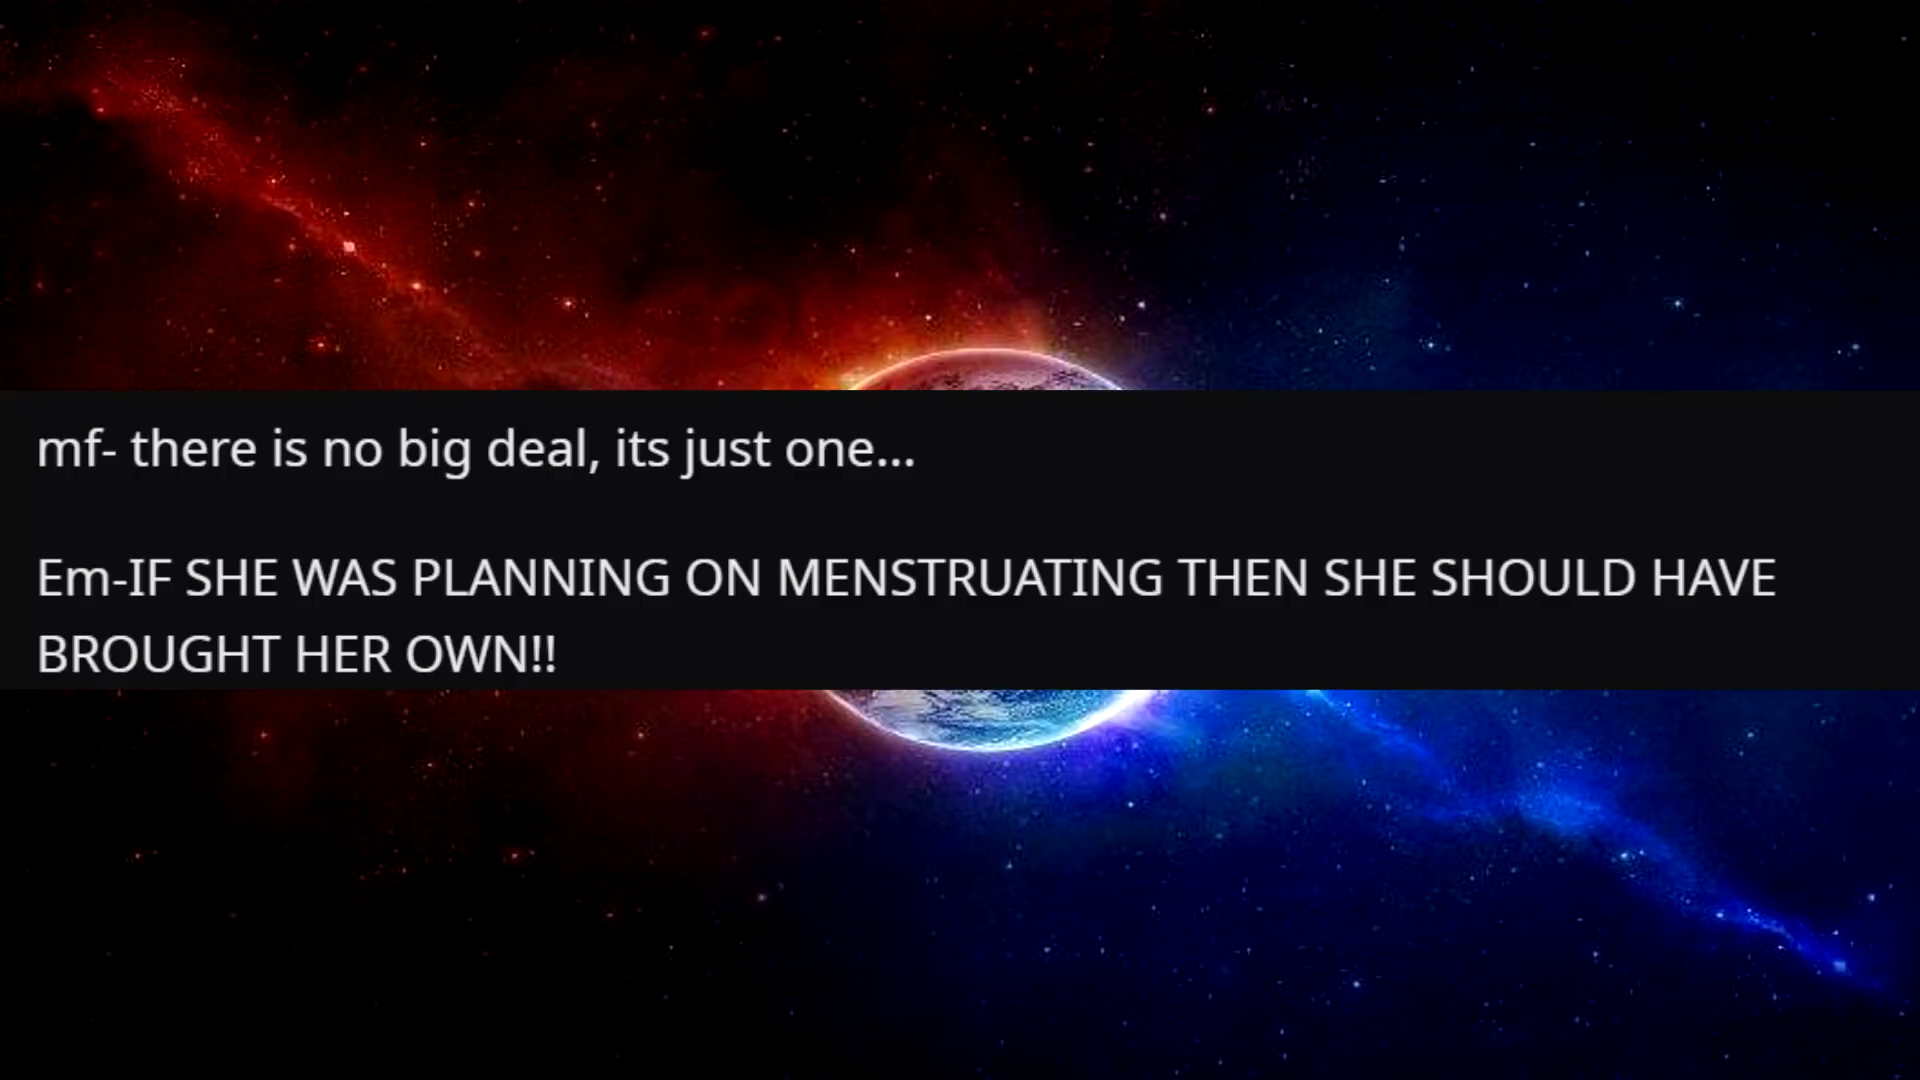 mf- there is no big deal, its just one...
Em-IF SHE WAS PLANNING ON MENSTRUATING THEN SHE SHOULD HAVE
BROUGHT HER OWN!!